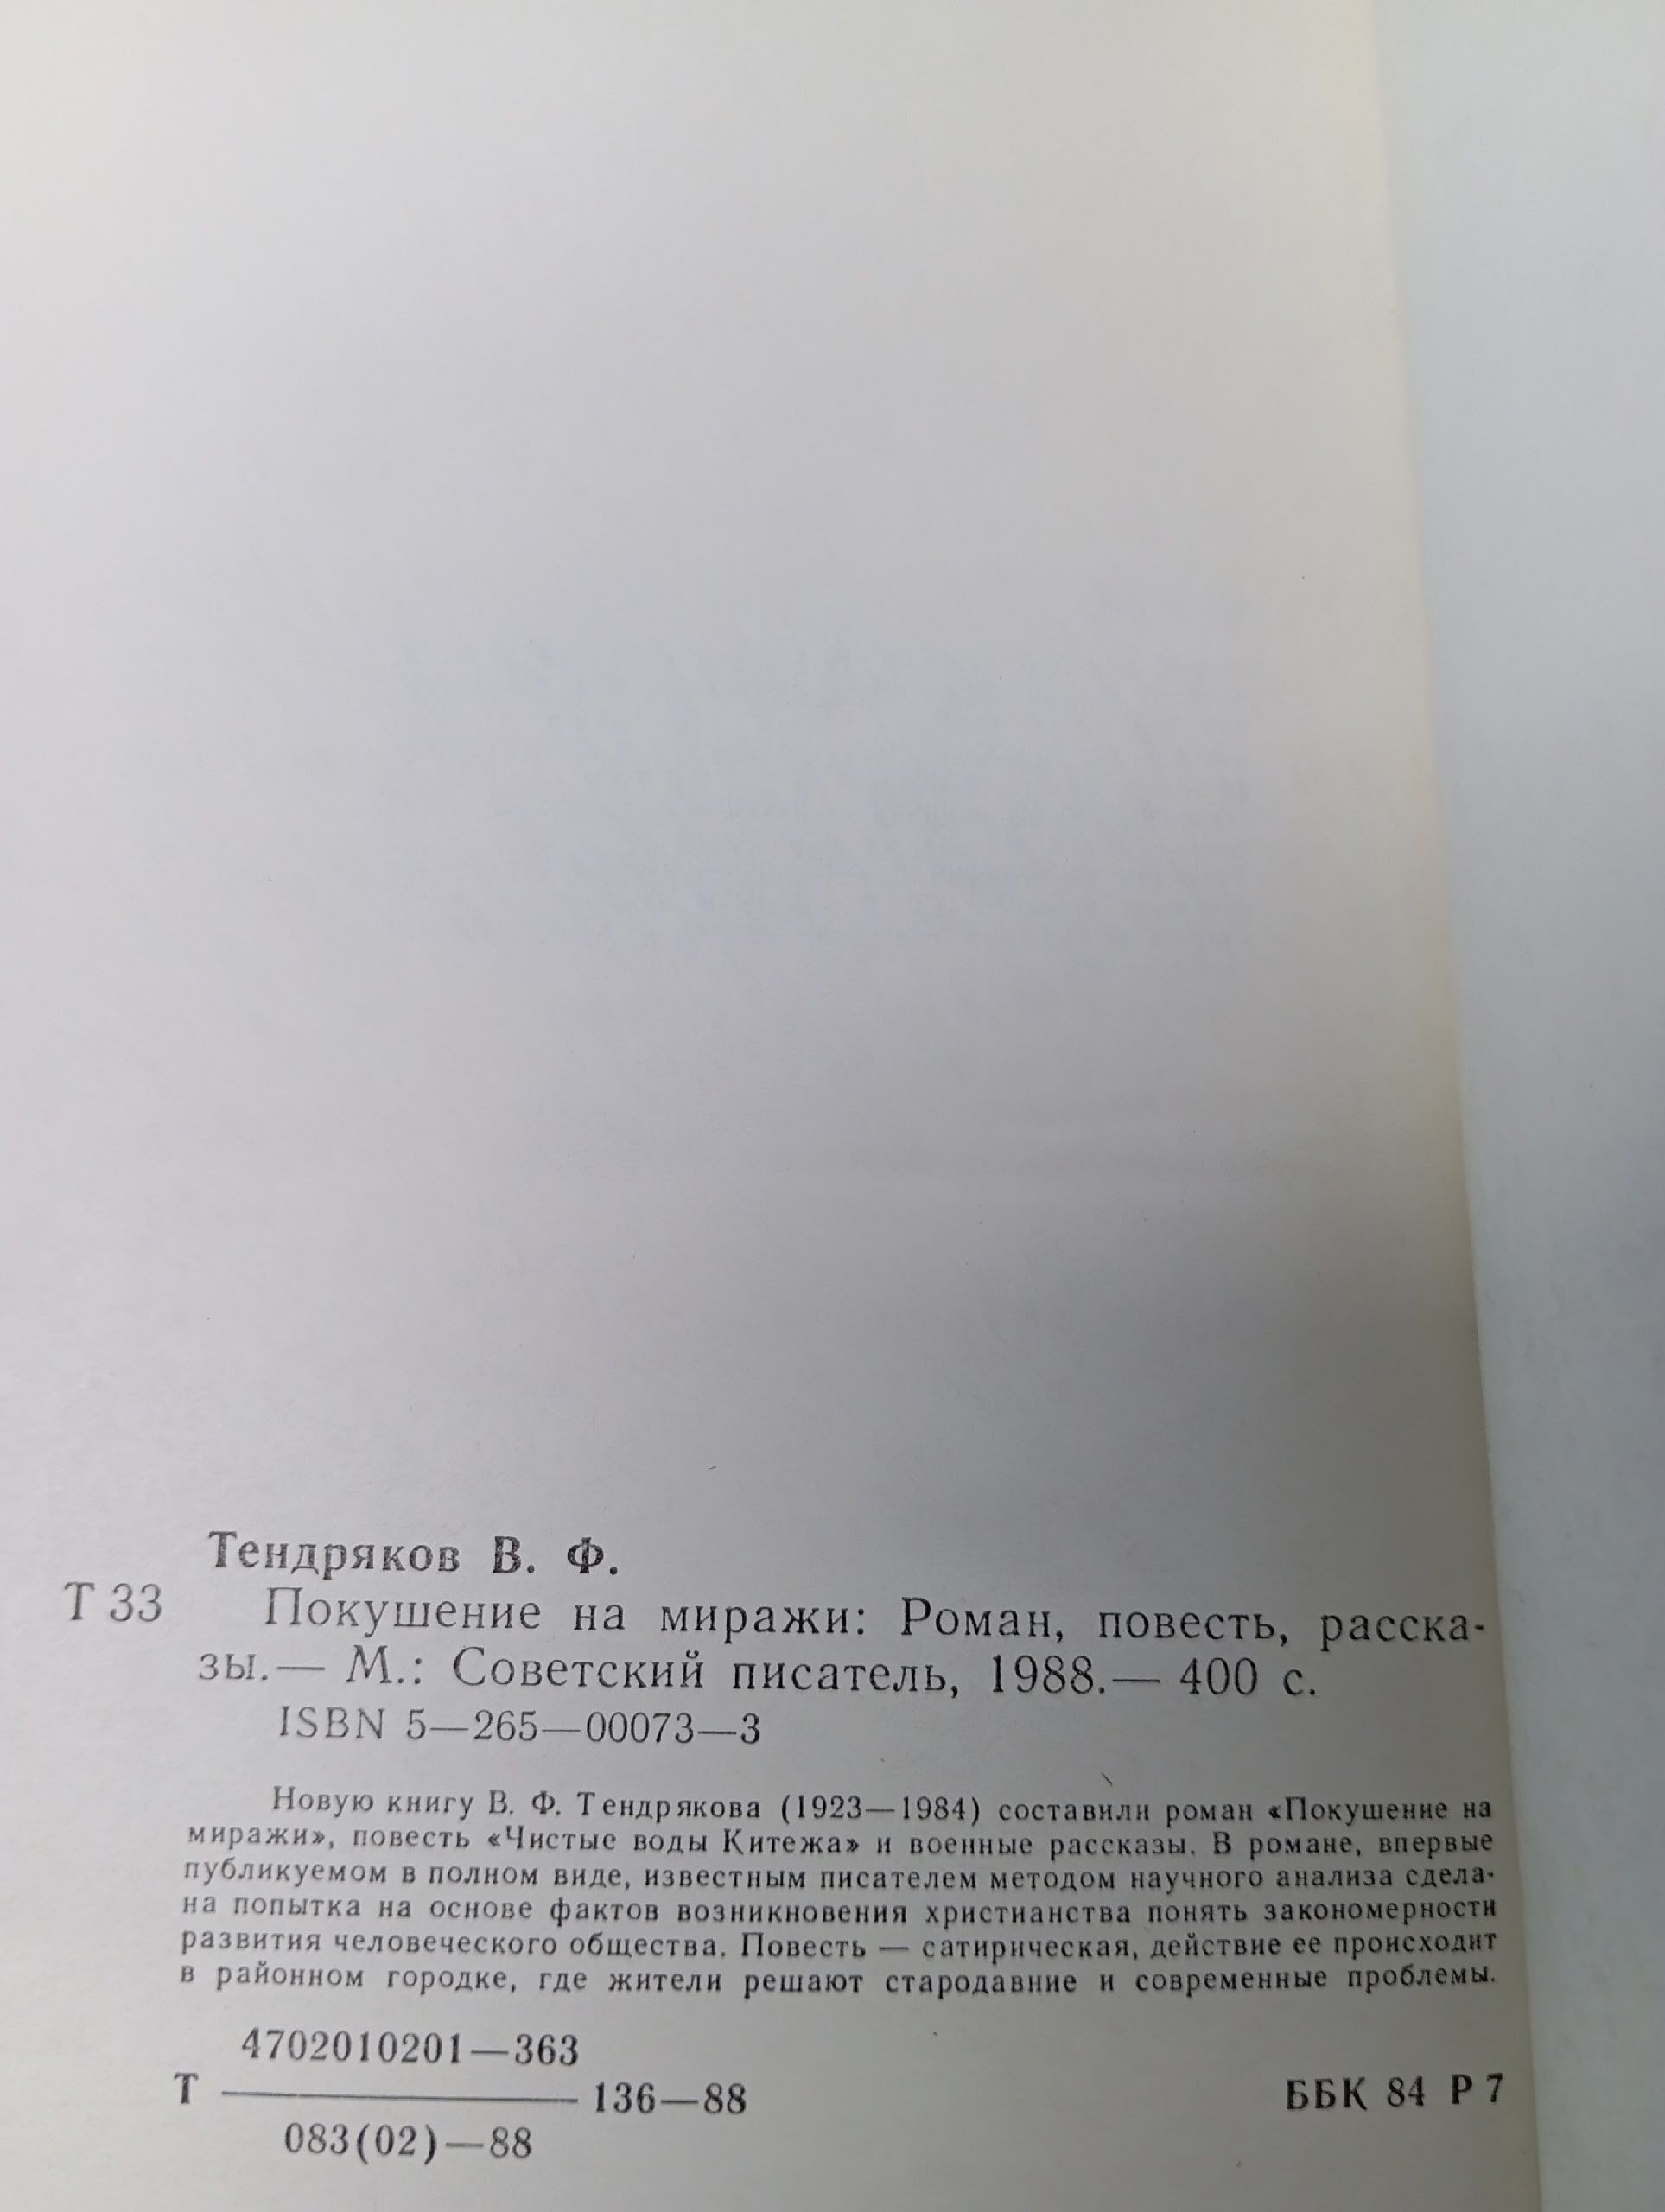 Тендряков В. Ф.
Т 33 Покушение на миражи: Роман, повесть, расска-
зы.— М.: Советский писатель, 1988.— 400 с.
ISBN 5—265—00073—3
Новую книгу В. Ф. Тендрякова (1923—1984) составили роман «Покушение на
миражи», повесть «Чистые воды Китежа» и военные рассказы. В романе, впервые
публикуемом в полном виде, известным писателем методом научного анализа сдела-
на попытка на основе фактов возникновения христианства понять закономерности
развития человеческого общества. Повесть — сатирическая, действие ее происходит
в районном городке, где жители решают стародавние и современные проблемы.
4702010201—363
Т 136—88 ББК 84 Р 7
083(02)—88